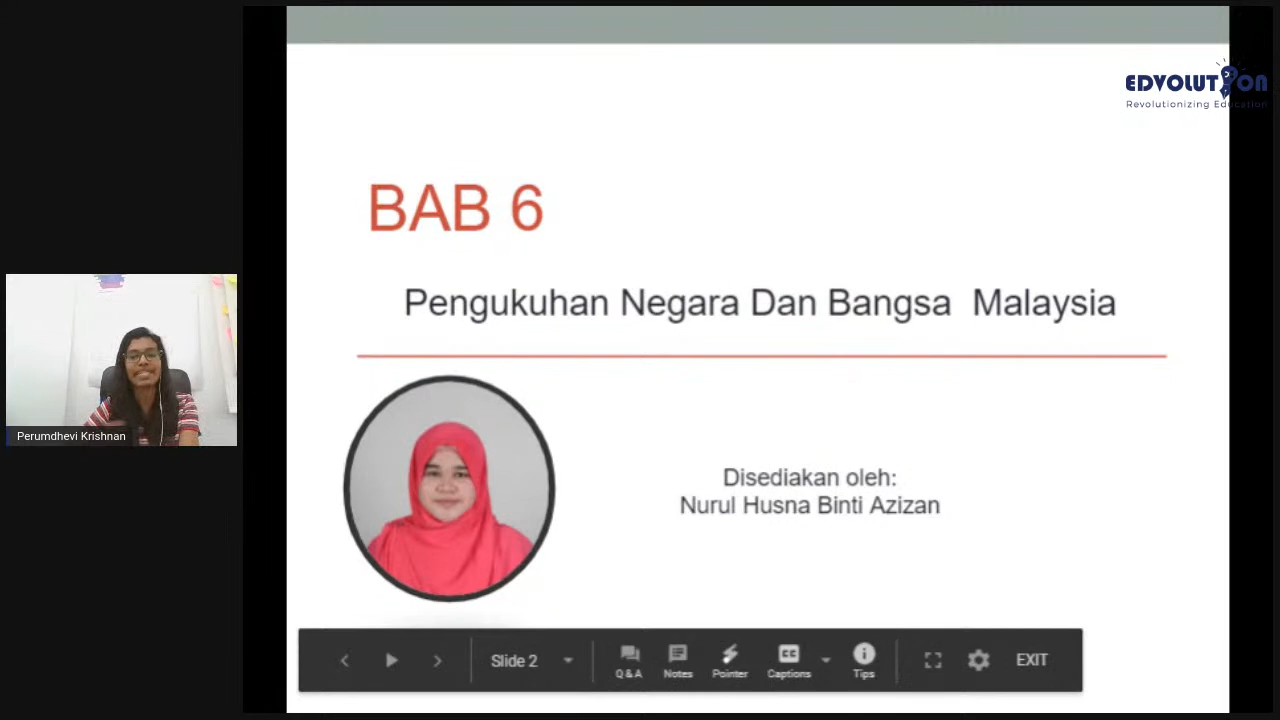 EDVOLUTION
Revolutionizing Education
BAB 6
Pengukuhan Negara Dan Bangsa Malaysia
Perumdhevi Krishnan
Disediakan oleh:
Nurul Husna Binti Azizan
Slide 2
Q&A
Notes
Pointer
CC
Captions
Tips
EXIT